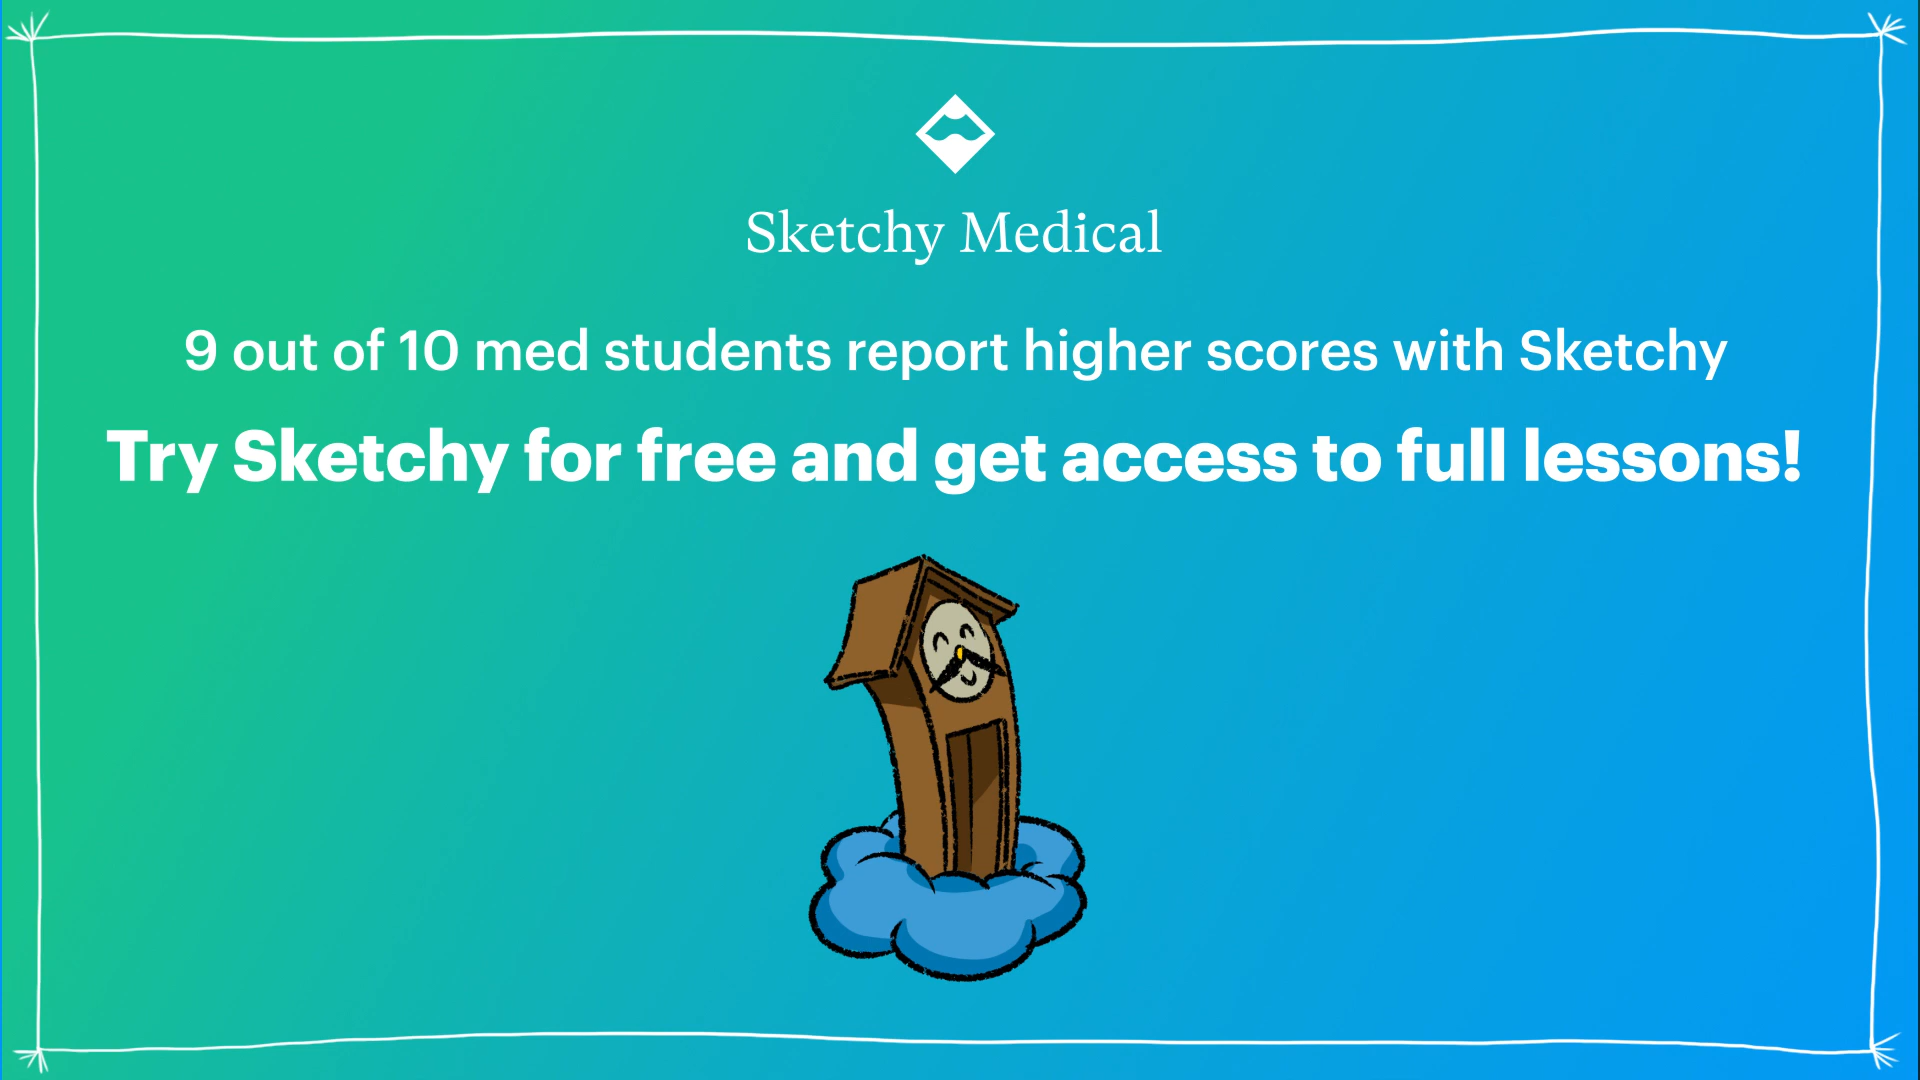 Sketchy Medical
9 out of 10 med students report higher scores with Sketchy
Try Sketchy for free and get access to full lessons!